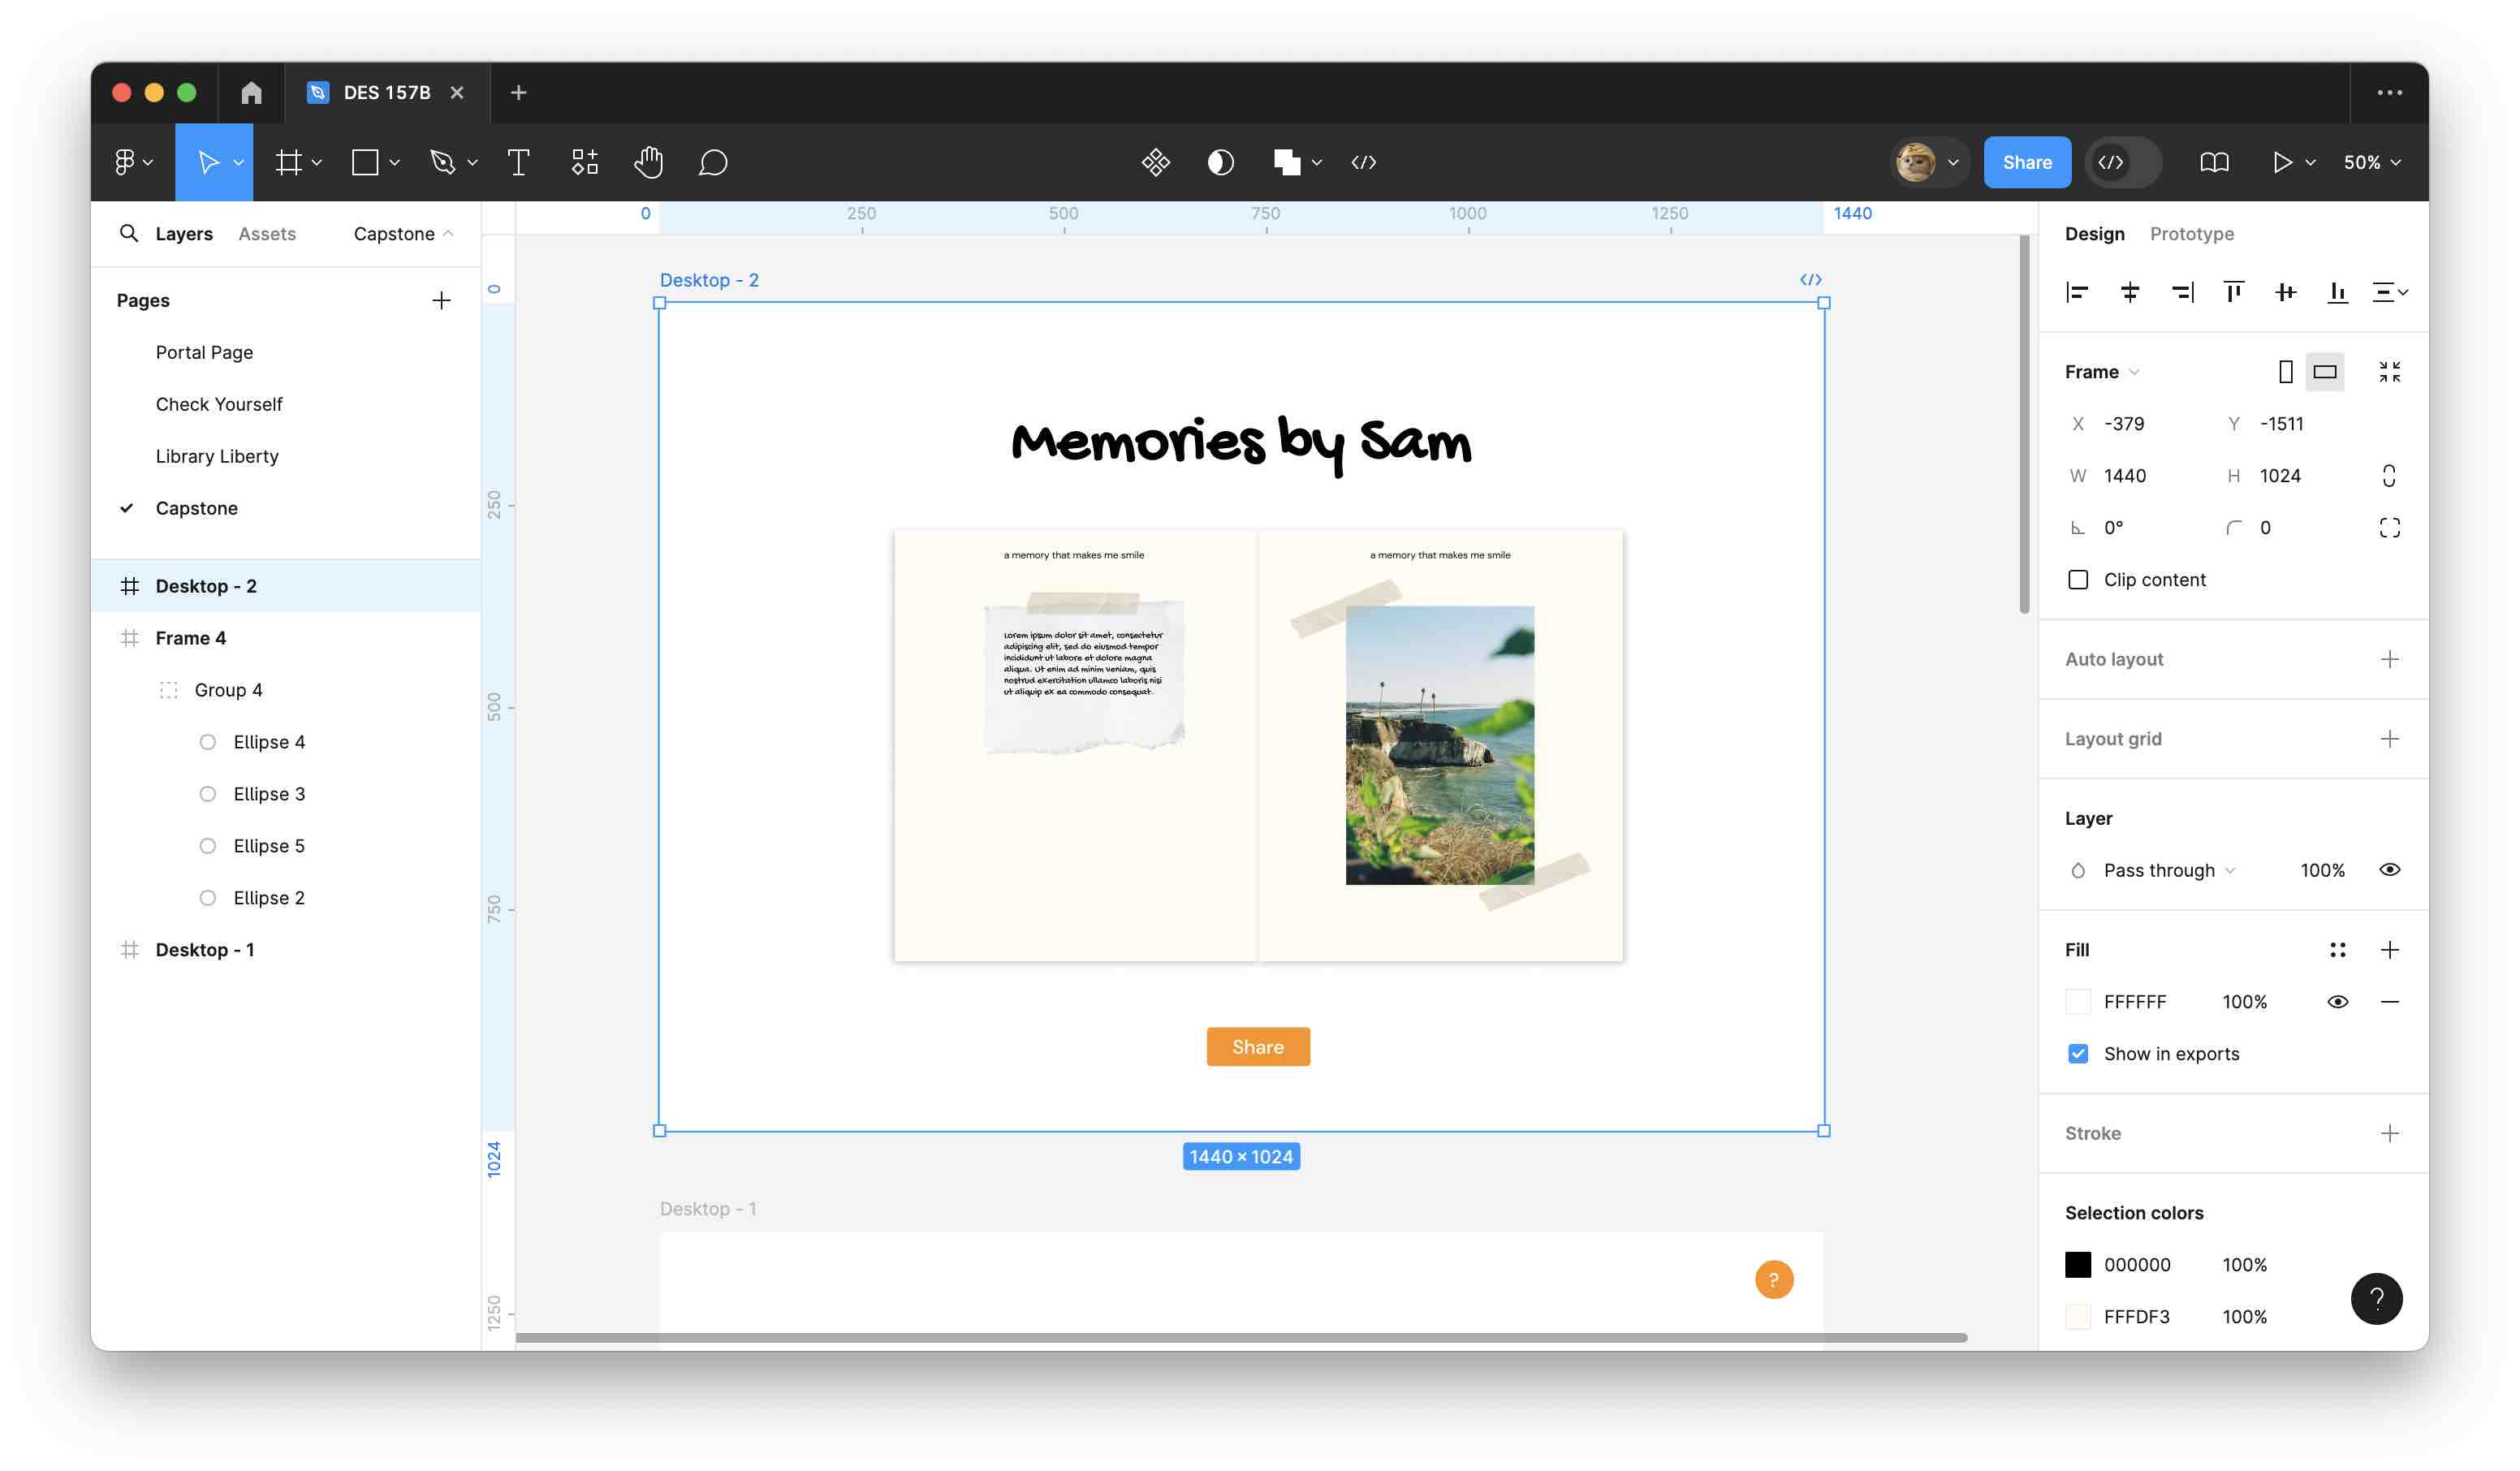 DES 157B
Share
50%
Layers
Assets
Capstone
Pages
Portal Page
Check Yourself
Library Liberty
Capstone
Desktop - 2
Frame 4
Group 4
Ellipse 4
Ellipse 3
Ellipse 5
Ellipse 2
Desktop - 1
0
250
500
750
1000
1250
1440
0
250
500
750
1024
1250
Desktop - 2
Memories by Sam
a memory that makes me smile
Lorem ipsum dolor sit amet, consectetur
adipiscing elit, sed do eiusmod tempor
incididunt ut labore et dolore magna
aliqua. Ut enim ad minim veniam, quis
nostrud exercitation ullamco laboris nisi
ut aliquip ex ea commodo consequat.
a memory that makes me smile
Share
1440 × 1024
Desktop - 1
?
Design
Prototype
Frame
X -379 Y -1511
W 1440 H 1024
0° 0
Clip content
Auto layout
Layout grid
Layer
Pass through 100%
Fill
FFFFFF 100%
Show in exports
Stroke
Selection colors
000000 100%
FFFDF3 100%
?